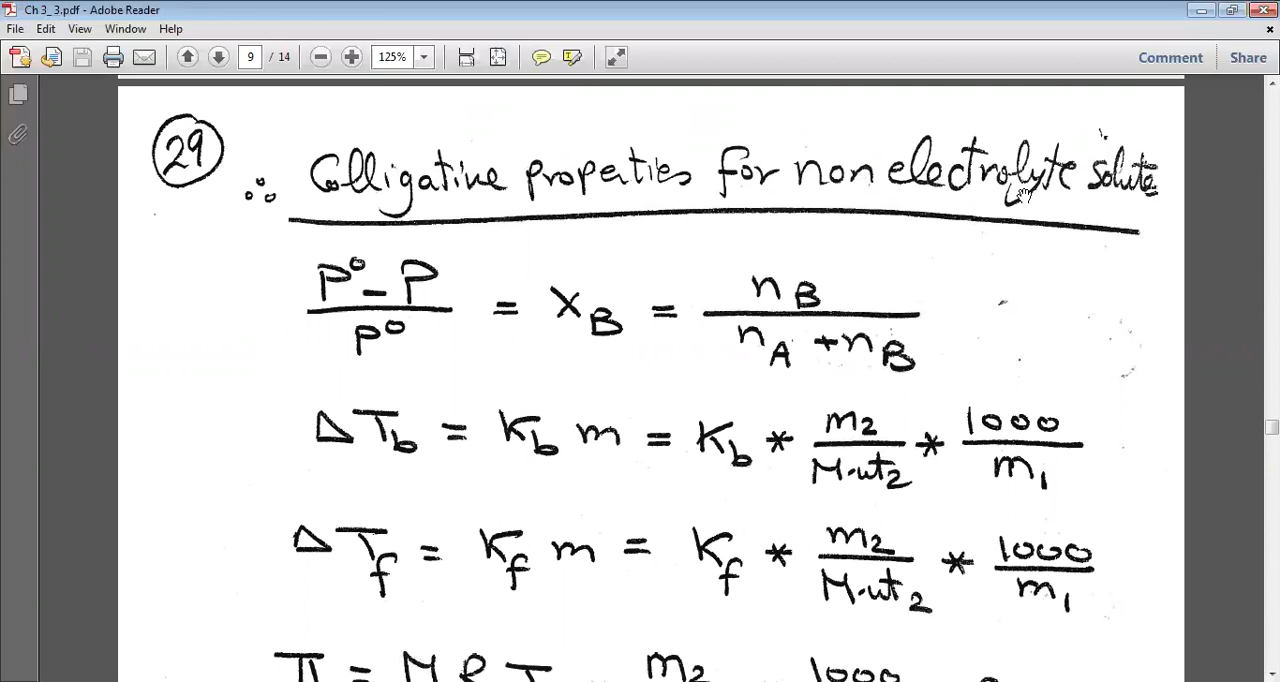 Ch 3_3.pdf - Adobe Reader
File Edit View Window Help
9 / 14 125% Comment Share
29 ∴ Colligative properties for non electrolyte solute
P° - P / P° = X_B = n_B / n_A + n_B
ΔT_b = K_b m = K_b * m_2 / M.wt_2 * 1000 / m_1
ΔT_f = K_f m = K_f * m_2 / M.wt_2 * 1000 / m_1
Π = M R T m_2 1000